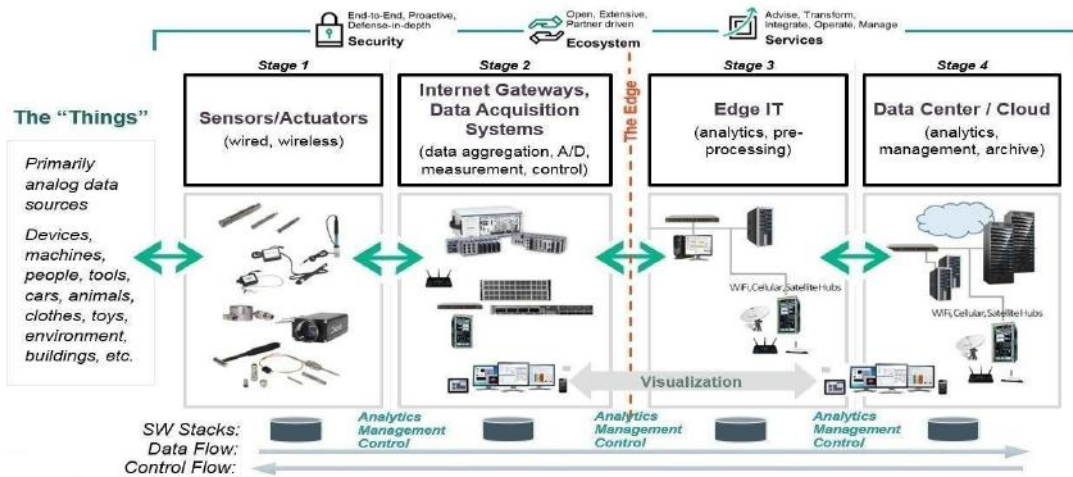 End-to-End, Proactive,
Defense-in-depth
Security
Open, Extensive,
Partner driven
Ecosystem
Advise, Transform,
Integrate, Operate, Manage
Services
Stage 1
Stage 2
Stage 3
Stage 4
The "Things"
Primarily
analog data
sources
Devices,
machines,
people, tools,
cars, animals,
clothes, toys,
environment,
buildings, etc.
Sensors/Actuators
(wired, wireless)
Internet Gateways,
Data Acquisition
Systems
(data aggregation, A/D,
measurement, control)
The Edge
Edge IT
(analytics, pre-
processing)
Data Center / Cloud
(analytics,
management, archive)
WiFi, Cellular, Satellite Hubs
WiFi, Cellular, Satellite Hubs
Visualization
SW Stacks:
Analytics
Management
Control
Analytics
Management
Control
Analytics
Management
Control
Data Flow:
Control Flow: